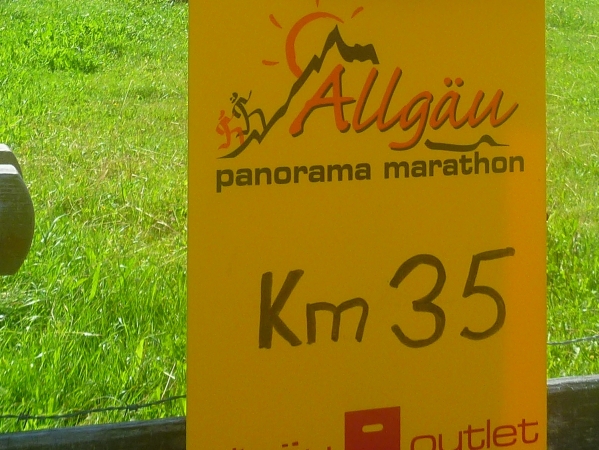 Allgäu
panorama marathon
Km 35
outlet